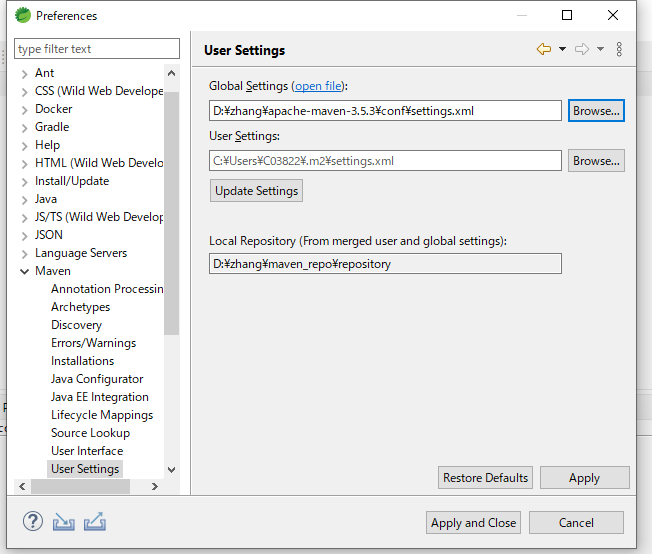 Preferences
type filter text
Ant
CSS (Wild Web Develope
Docker
Gradle
Help
HTML (Wild Web Develo
Install/Update
Java
JS/TS (Wild Web Develop
JSON
Language Servers
Maven
Annotation Processin
Archetypes
Discovery
Errors/Warnings
Installations
Java Configurator
Java EE Integration
Lifecycle Mappings
Source Lookup
User Interface
User Settings
User Settings
Global Settings (open file):
D:¥zhang¥apache-maven-3.5.3¥conf¥settings.xml
Browse...
User Settings:
C:¥Users¥C03822¥.m2¥settings.xml
Browse...
Update Settings
Local Repository (From merged user and global settings):
D:¥zhang¥maven_repo¥repository
Restore Defaults
Apply
Apply and Close
Cancel